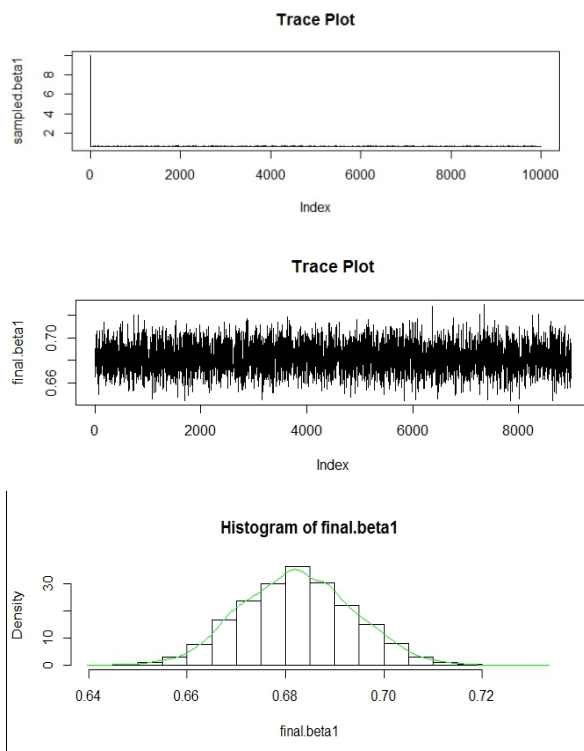 Trace Plot
sampled.beta1
8
6
4
2
0 2000 4000 6000 8000 10000
Index
Trace Plot
final.beta1
0.70
0.66
0 2000 4000 6000 8000
Index
Histogram of final.beta1
Density
30
10
0
0.64 0.66 0.68 0.70 0.72
final.beta1